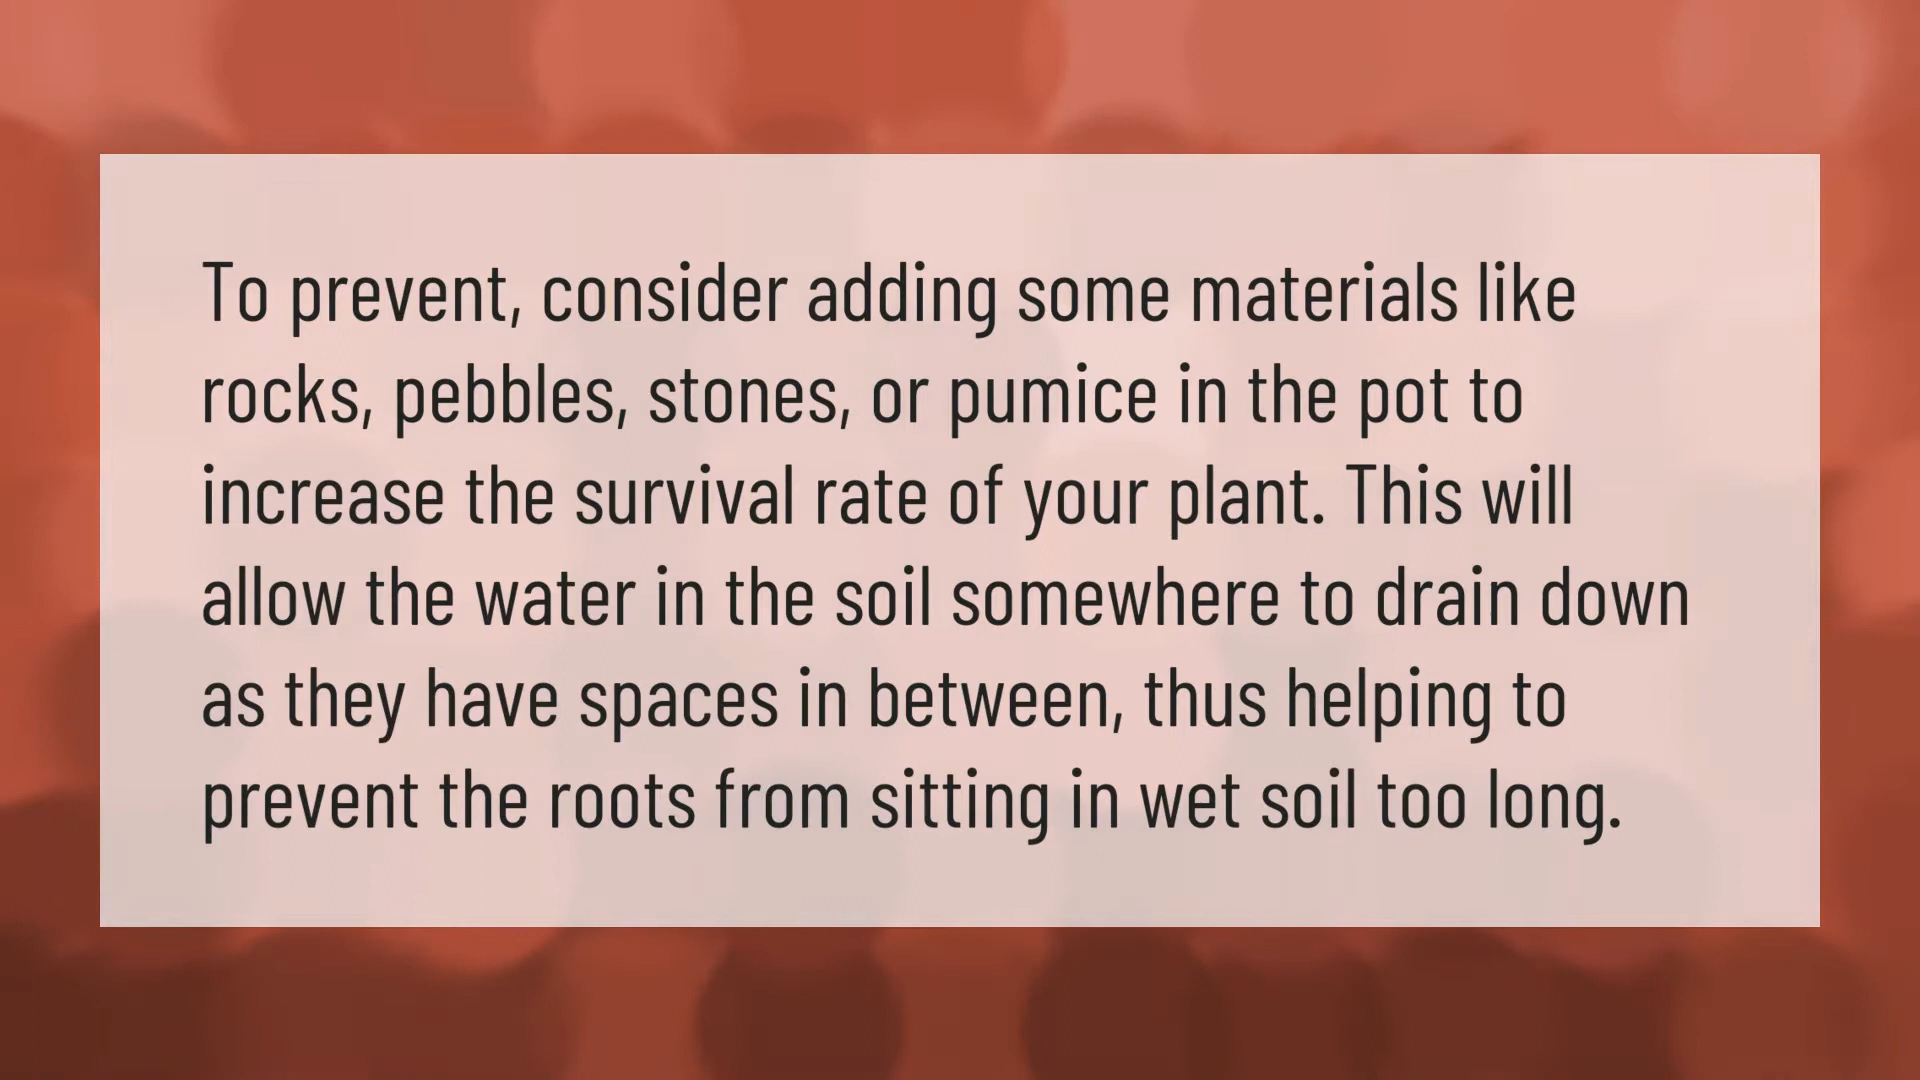 To prevent, consider adding some materials like
rocks, pebbles, stones, or pumice in the pot to
increase the survival rate of your plant. This will
allow the water in the soil somewhere to drain down
as they have spaces in between, thus helping to
prevent the roots from sitting in wet soil too long.